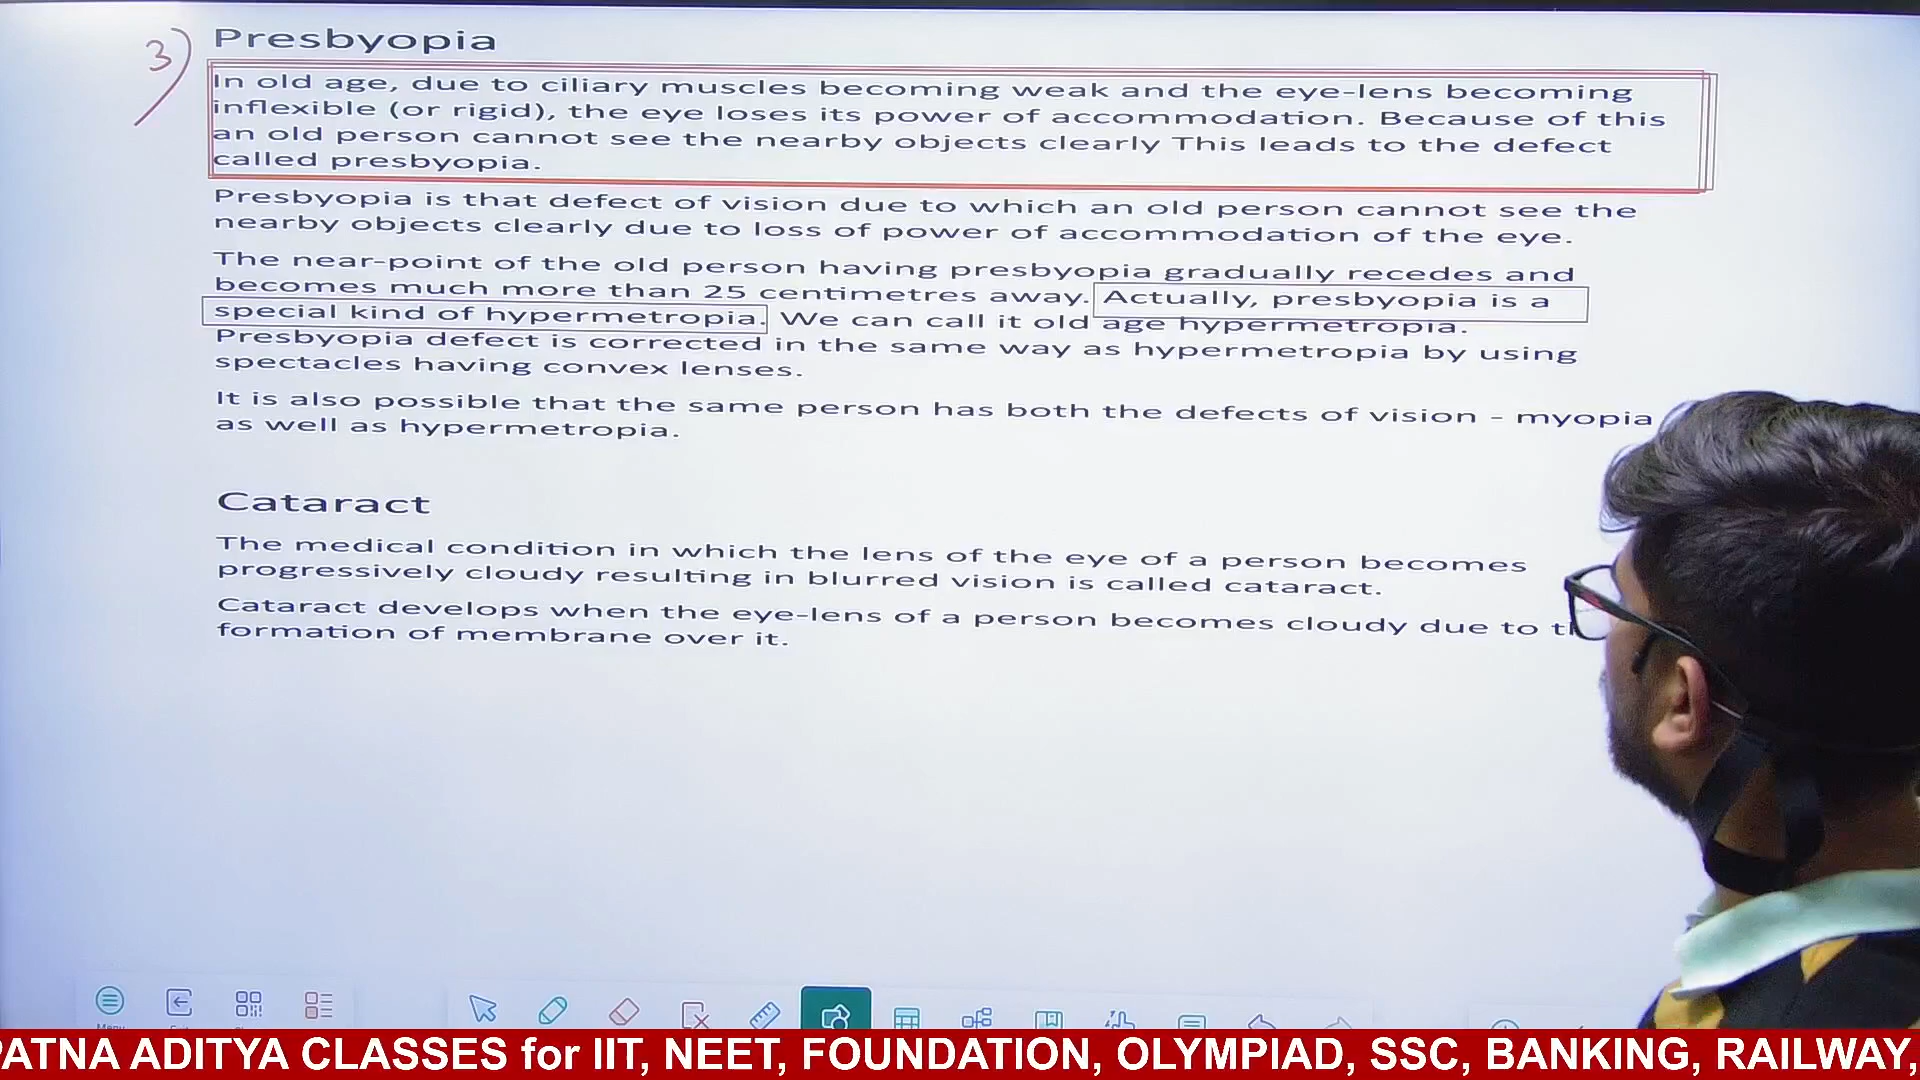 3)
Presbyopia
In old age, due to ciliary muscles becoming weak and the eye-lens becoming
inflexible (or rigid), the eye loses its power of accommodation. Because of this
an old person cannot see the nearby objects clearly This leads to the defect
called presbyopia.
Presbyopia is that defect of vision due to which an old person cannot see the
nearby objects clearly due to loss of power of accommodation of the eye.
The near-point of the old person having presbyopia gradually recedes and
becomes much more than 25 centimetres away. Actually, presbyopia is a
special kind of hypermetropia. We can call it old age hypermetropia.
Presbyopia defect is corrected in the same way as hypermetropia by using
spectacles having convex lenses.
It is also possible that the same person has both the defects of vision - myopia
as well as hypermetropia.
Cataract
The medical condition in which the lens of the eye of a person becomes
progressively cloudy resulting in blurred vision is called cataract.
Cataract develops when the eye-lens of a person becomes cloudy due to
formation of membrane over it.
PATNA ADITYA CLASSES for IIT, NEET, FOUNDATION, OLYMPIAD, SSC, BANKING, RAILWAY,